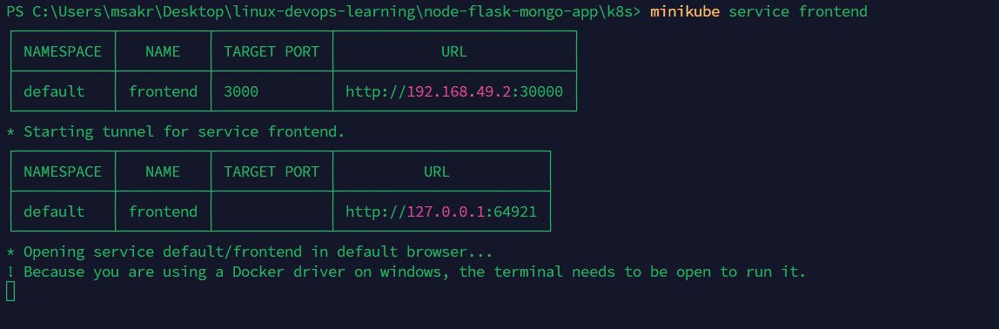 PS C:\Users\msakr\Desktop\linux-devops-learning\node-flask-mongo-app\k8s> minikube service frontend
NAMESPACE NAME TARGET PORT URL
default frontend 3000 http://192.168.49.2:30000
* Starting tunnel for service frontend.
NAMESPACE NAME TARGET PORT URL
default frontend http://127.0.0.1:64921
* Opening service default/frontend in default browser...
! Because you are using a Docker driver on windows, the terminal needs to be open to run it.